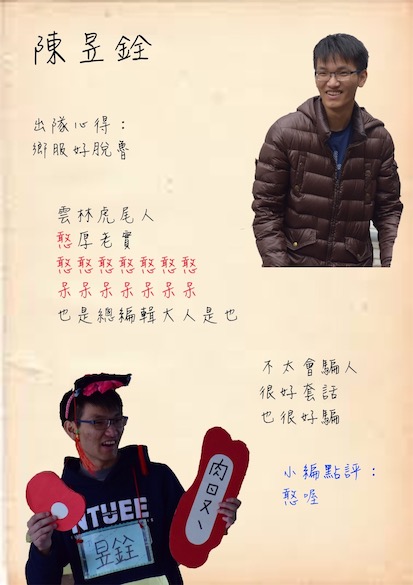 陳昱銓
出隊心得：
鄉服好脫魯
雲林虎尾人
憨厚老實
憨憨憨憨憨憨憨
呆呆呆呆呆呆呆
也是總編輯大人是也
不太會騙人
很好套話
也很好騙
小編點評：
憨喔
肉日ㄡヽ
NTUEE
昱銓